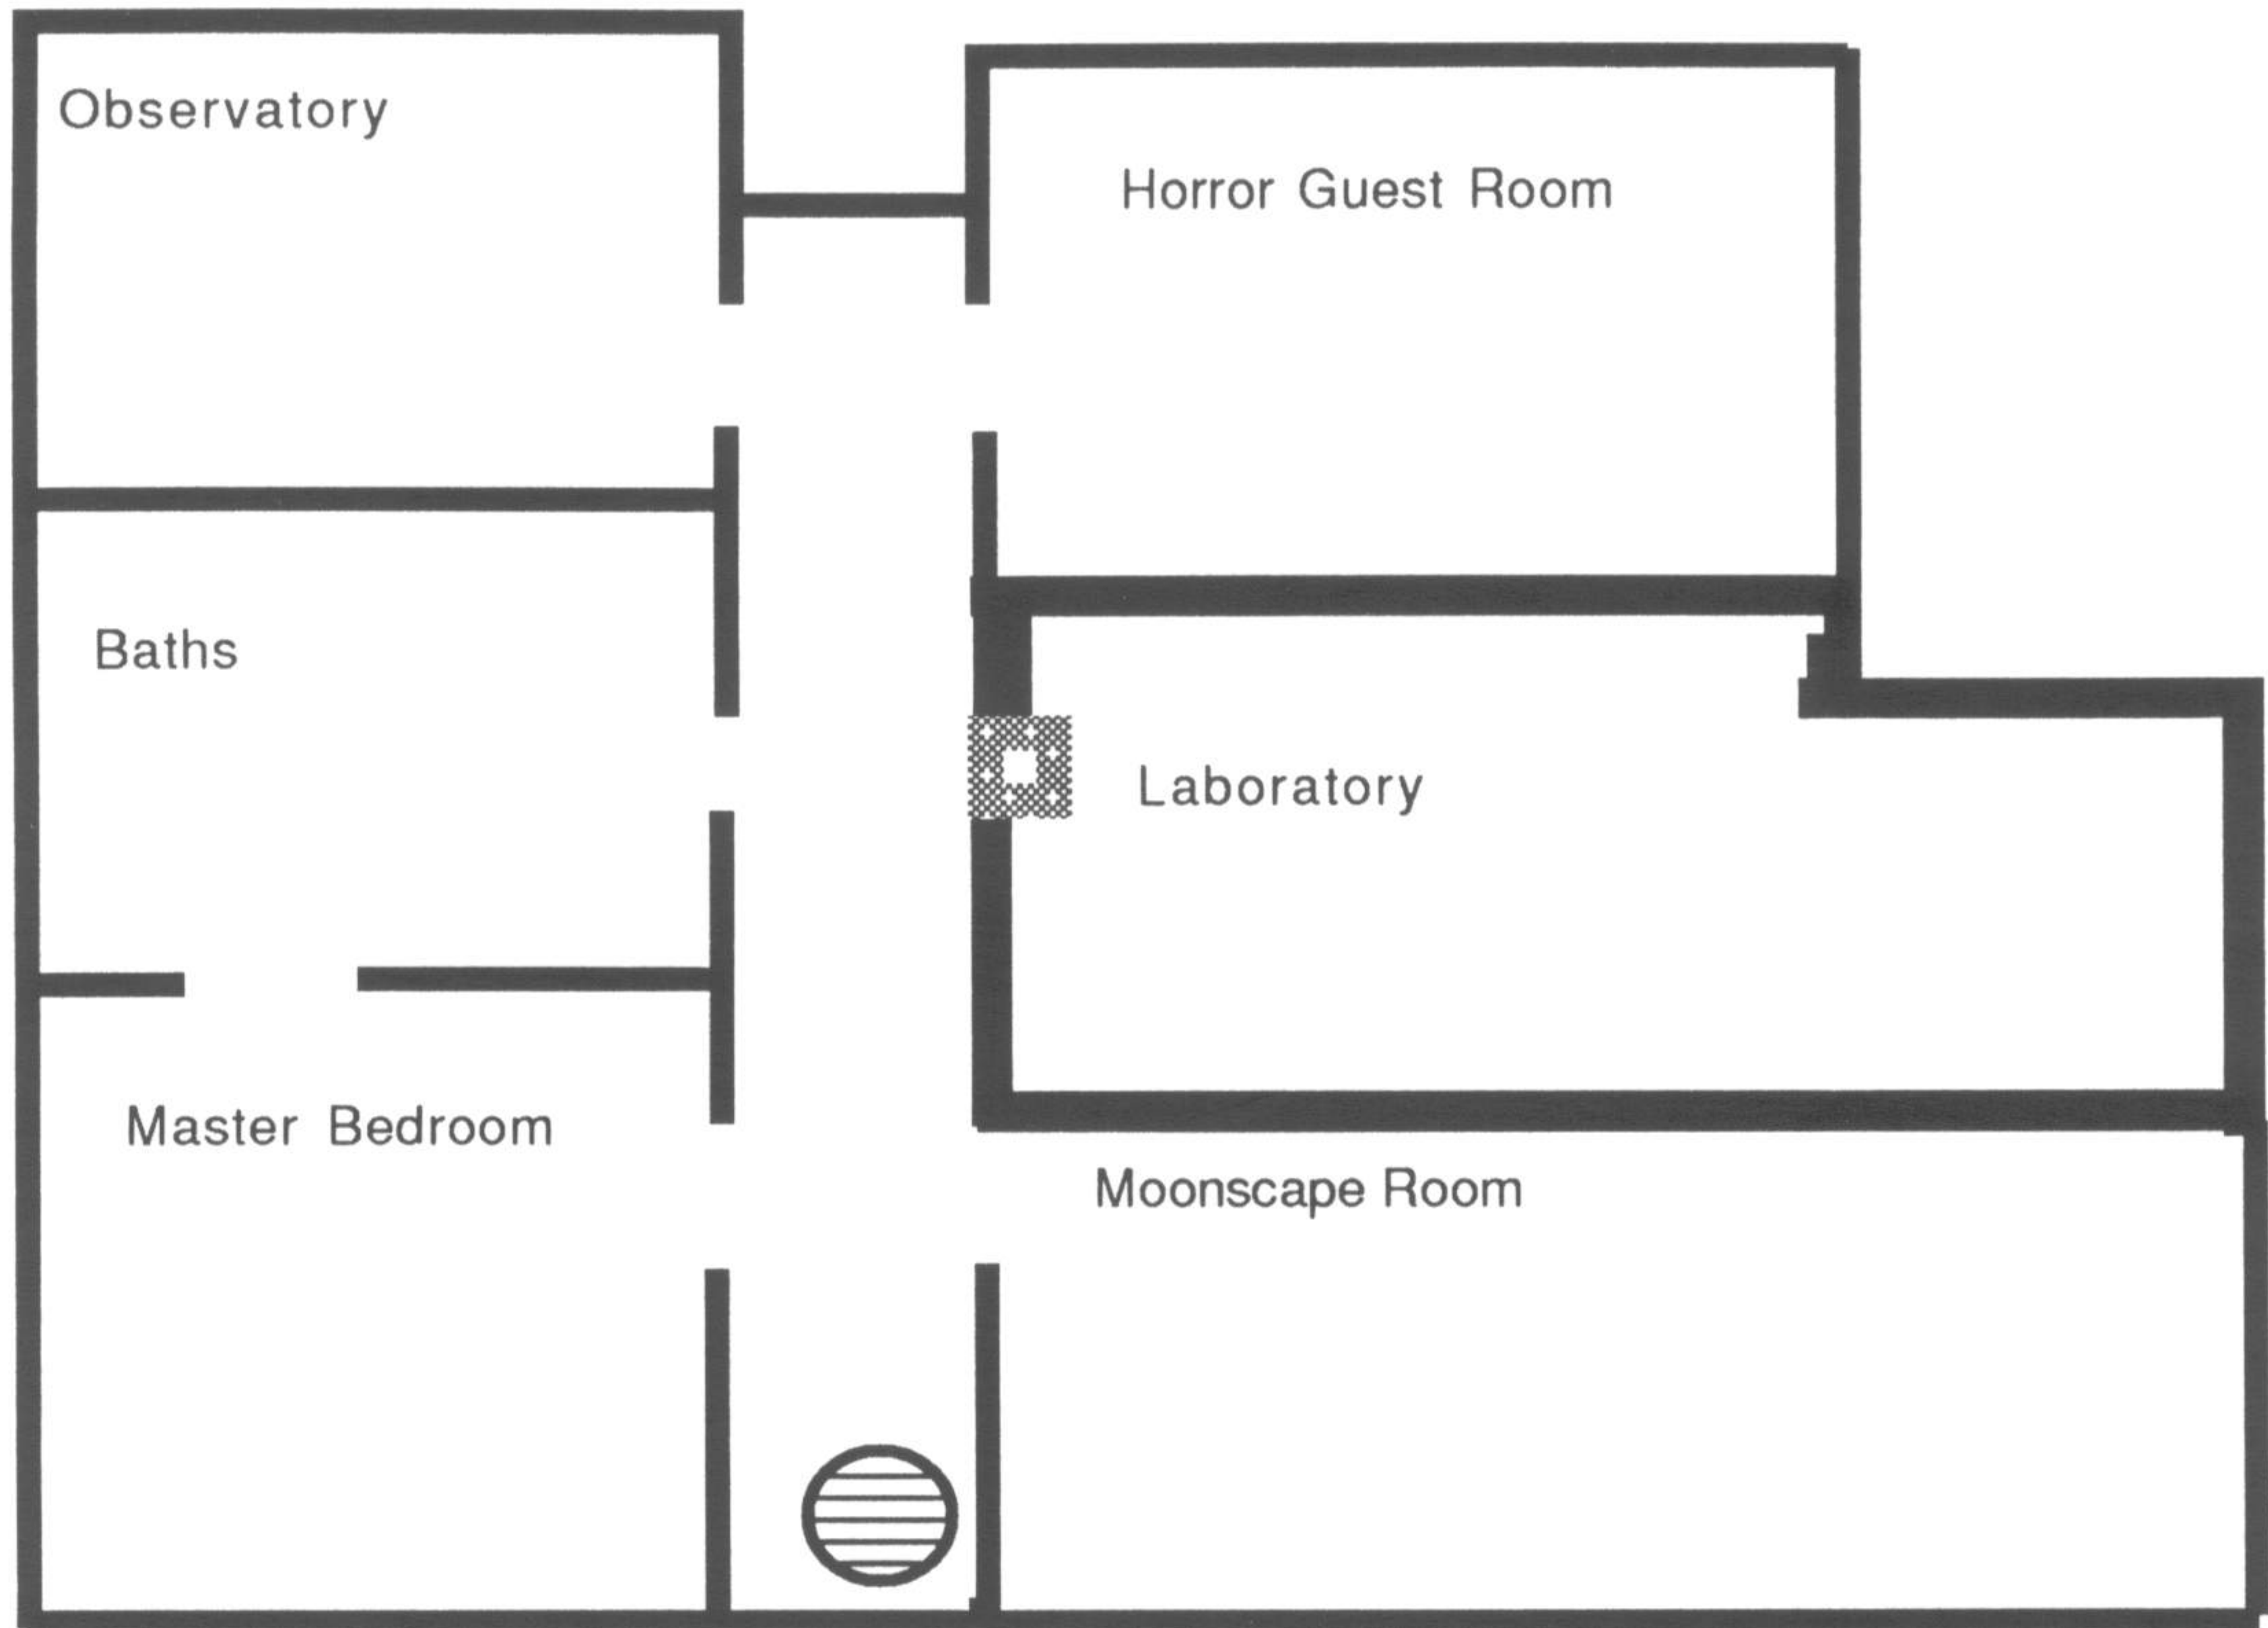 Observatory
Horror Guest Room
Baths
Laboratory
Master Bedroom
Moonscape Room